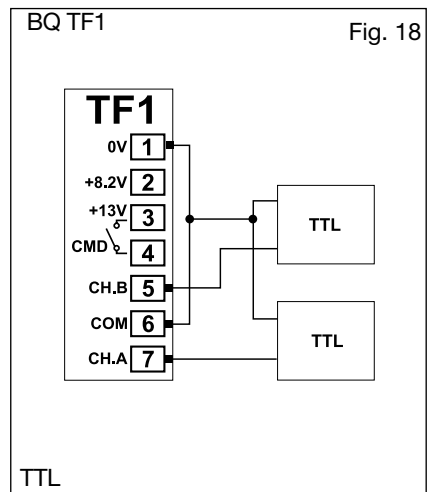 BQ TF1
Fig. 18
TF1
0V 1
+8.2V 2
+13V 3
CMD 4
CH.B 5
COM 6
CH.A 7
TTL
TTL
TTL